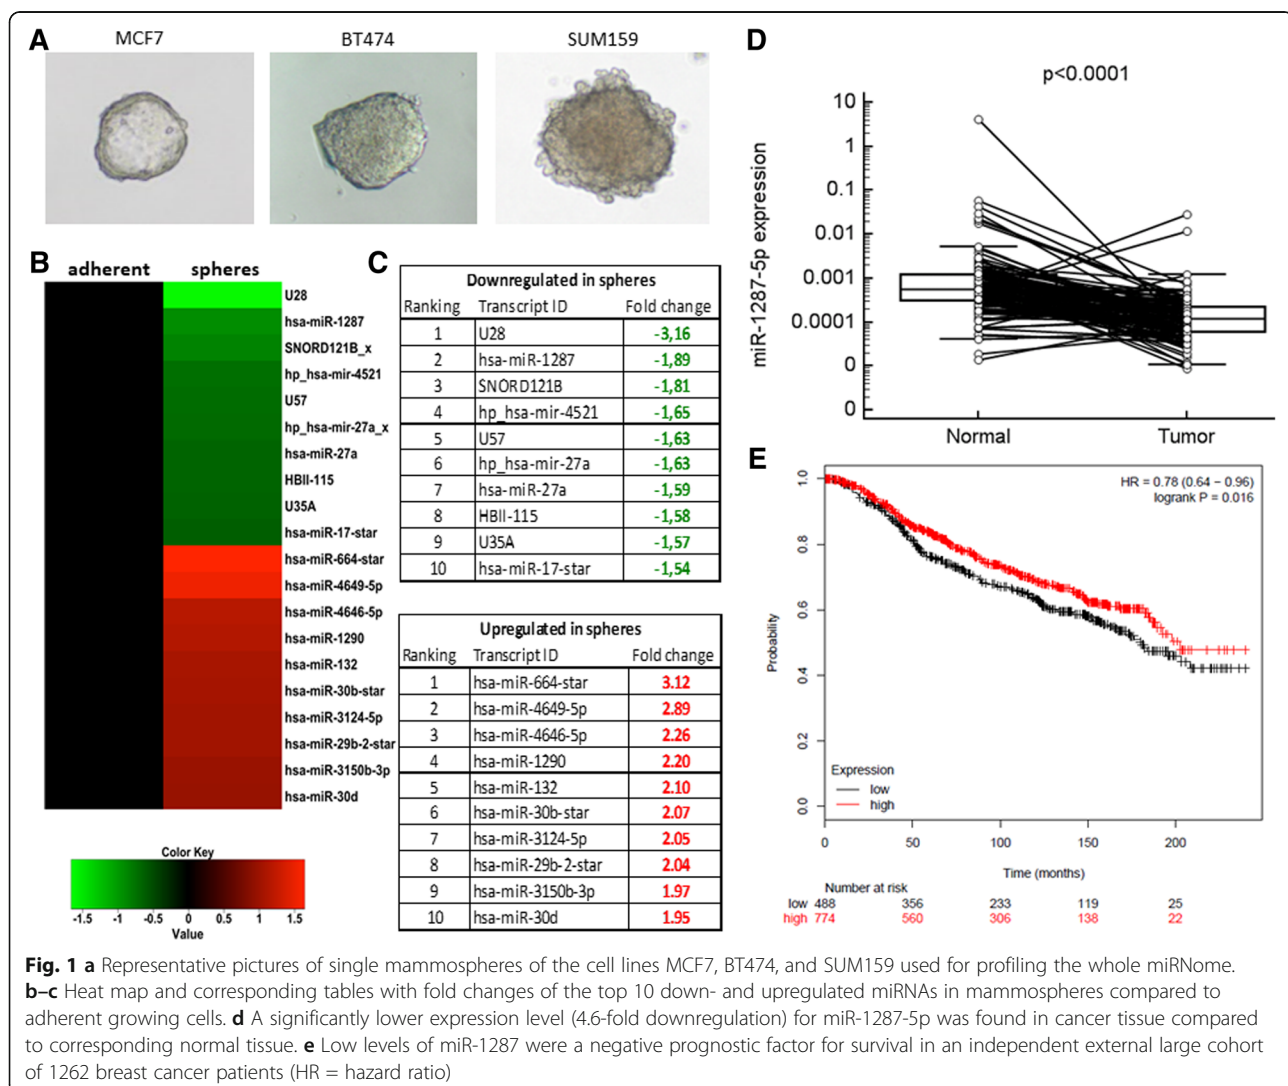 A
MCF7
BT474
SUM159
B
adherent
spheres
U28
hsa-miR-1287
SNORD121B_x
hp_hsa-mir-4521
U57
hp_hsa-mir-27a_x
hsa-miR-27a
HBII-115
U35A
hsa-miR-17-star
hsa-miR-664-star
hsa-miR-4649-5p
hsa-miR-4646-5p
hsa-miR-1290
hsa-miR-132
hsa-miR-30b-star
hsa-miR-3124-5p
hsa-miR-29b-2-star
hsa-miR-3150b-3p
hsa-miR-30d
Color Key
-1.5 -1 -0.5 0 0.5 1 1.5
Value
C
Downregulated in spheres
Ranking Transcript ID Fold change
1 U28 -3,16
2 hsa-miR-1287 -1,89
3 SNORD121B -1,81
4 hp_hsa-mir-4521 -1,65
5 U57 -1,63
6 hp_hsa-mir-27a -1,63
7 hsa-miR-27a -1,59
8 HBII-115 -1,58
9 U35A -1,57
10 hsa-miR-17-star -1,54
Upregulated in spheres
Ranking Transcript ID Fold change
1 hsa-miR-664-star 3.12
2 hsa-miR-4649-5p 2.89
3 hsa-miR-4646-5p 2.26
4 hsa-miR-1290 2.20
5 hsa-miR-132 2.10
6 hsa-miR-30b-star 2.07
7 hsa-miR-3124-5p 2.05
8 hsa-miR-29b-2-star 2.04
9 hsa-miR-3150b-3p 1.97
10 hsa-miR-30d 1.95
D
p<0.0001
miR-1287-5p expression
10
1
0.1
0.01
0.001
0.0001
0
0
Normal Tumor
E
HR = 0.78 (0.64 − 0.96)
logrank P = 0.016
Probability
1.0
0.8
0.6
0.4
0.2
0.0
Expression
low
high
0 50 100 150 200
Time (months)
Number at risk
low 488 356 233 119 25
high 774 560 306 138 22
Fig. 1 a Representative pictures of single mammospheres of the cell lines MCF7, BT474, and SUM159 used for profiling the whole miRNome.
b–c Heat map and corresponding tables with fold changes of the top 10 down- and upregulated miRNAs in mammospheres compared to
adherent growing cells. d A significantly lower expression level (4.6-fold downregulation) for miR-1287-5p was found in cancer tissue compared
to corresponding normal tissue. e Low levels of miR-1287 were a negative prognostic factor for survival in an independent external large cohort
of 1262 breast cancer patients (HR = hazard ratio)